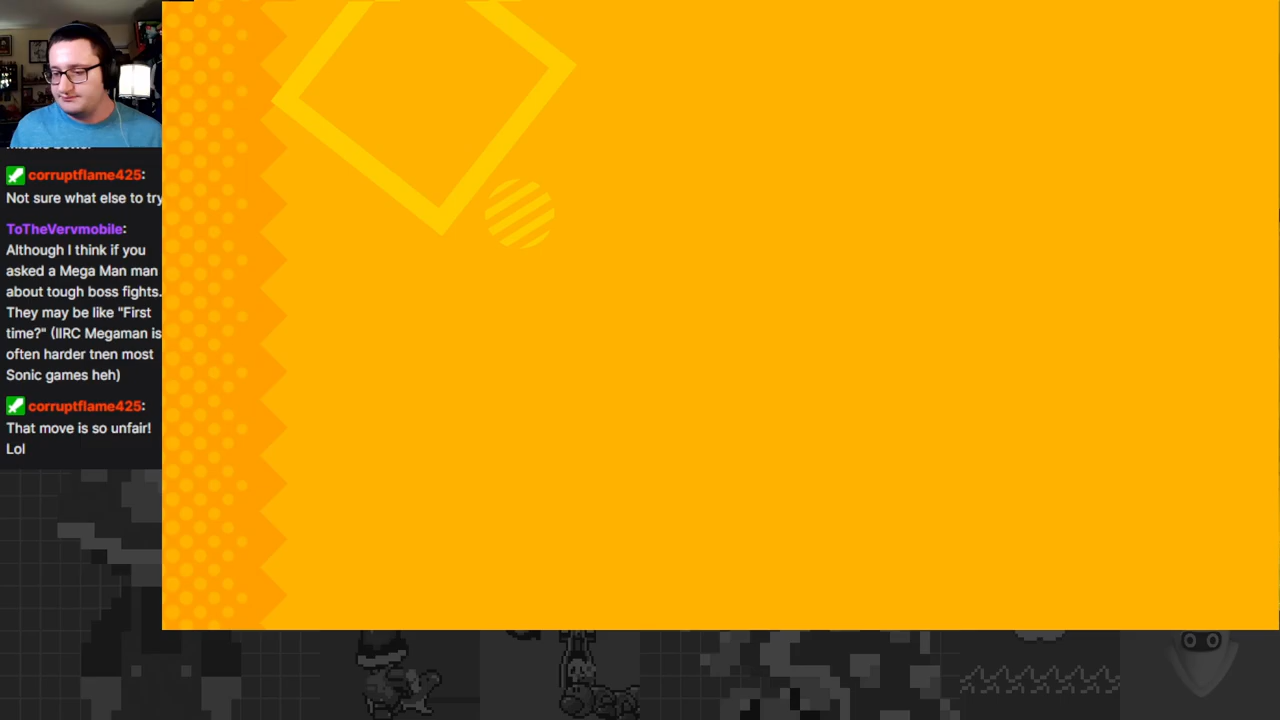 corruptflame425:
Not sure what else to try
ToTheVervmobile:
Although I think if you
asked a Mega Man man
about tough boss fights.
They may be like "First
time?" (IIRC Megaman is
often harder tnen most
Sonic games heh)
corruptflame425:
That move is so unfair!
Lol